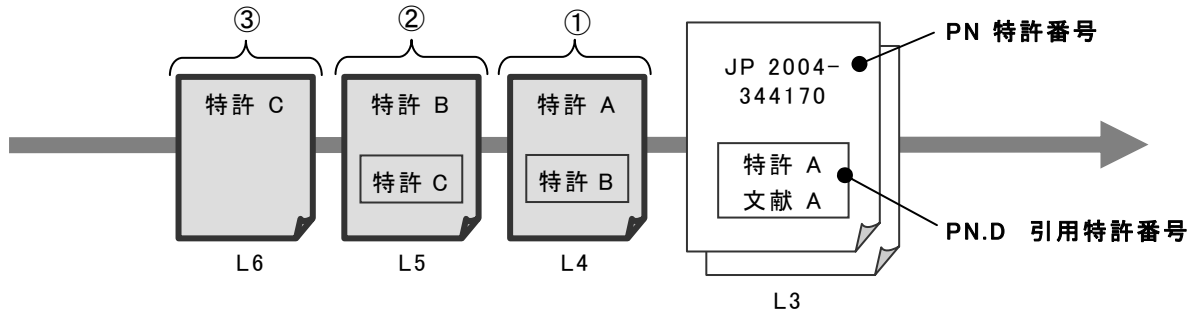 ③
②
①
PN 特許番号
JP 2004-
344170
特許 C
特許 B
特許 A
特許 C
特許 B
特許 A
文献 A
PN.D 引用特許番号
L6
L5
L4
L3